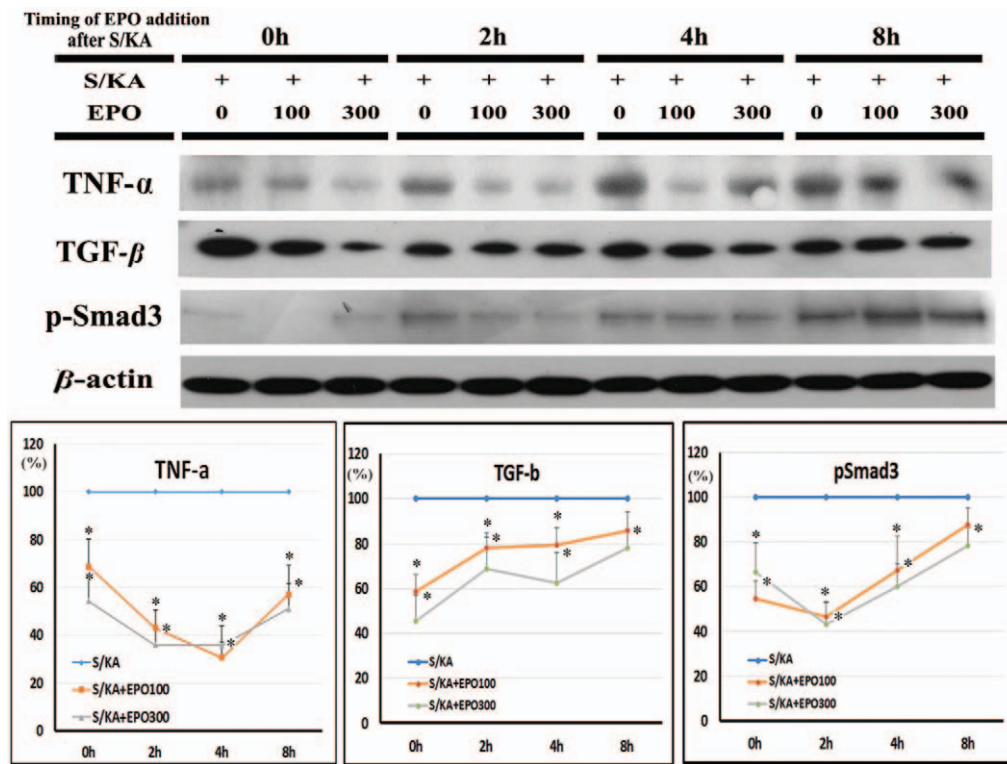 Timing of EPO addition
after S/KA 0h 2h 4h 8h
S/KA + + + + + + + + + + + +
EPO 0 100 300 0 100 300 0 100 300 0 100 300
TNF-α
TGF-β
p-Smad3
β-actin
120
(%)
TNF-a
100
80
60
40
20
0
* * * * * * * *
S/KA
S/KA+EPO100
S/KA+EPO300
0h 2h 4h 8h
120
(%)
TGF-b
100
80
60
40
20
0
* * * * * * *
S/KA
S/KA+EPO100
S/KA+EPO300
0h 2h 4h 8h
120
(%)
pSmad3
100
80
60
40
20
0
* * * * * * *
S/KA
S/KA+EPO100
S/KA+EPO300
0h 2h 4h 8h